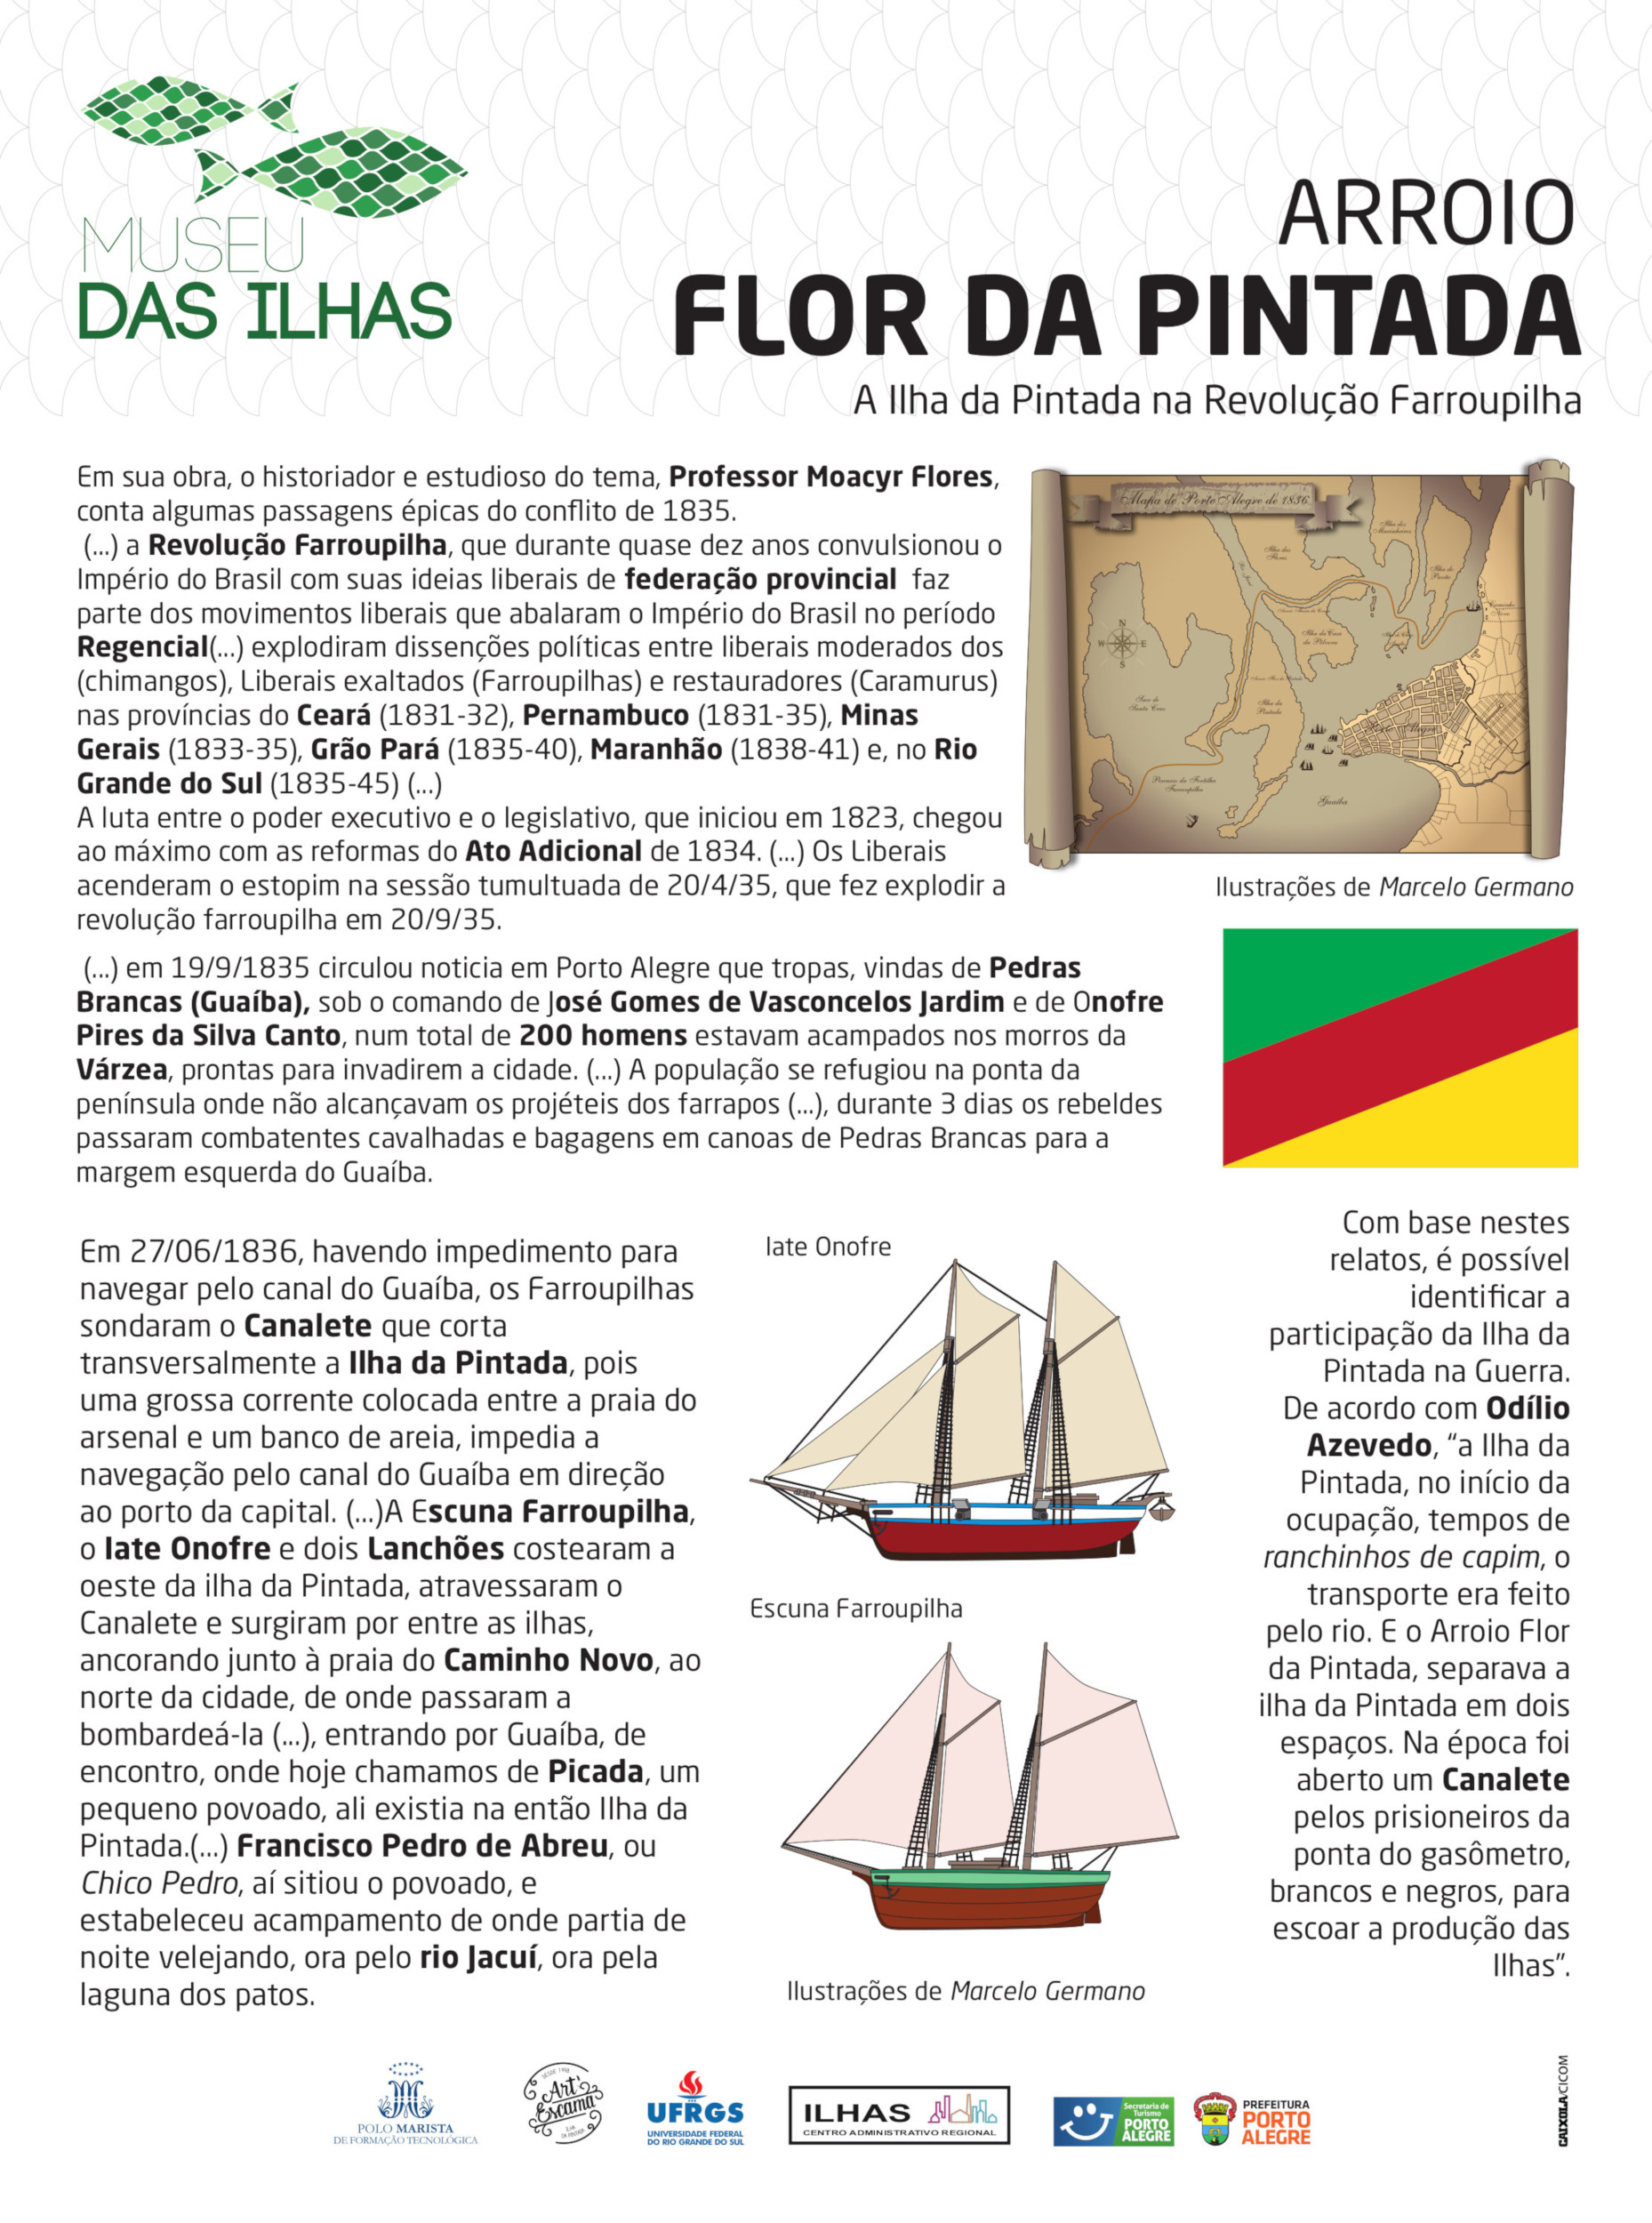 MUSEU
DAS ILHAS
ARROIO
FLOR DA PINTADA
A Ilha da Pintada na Revolução Farroupilha
Em sua obra, o historiador e estudioso do tema, Professor Moacyr Flores,
conta algumas passagens épicas do conflito de 1835.
(...) a Revolução Farroupilha, que durante quase dez anos convulsionou o
Império do Brasil com suas ideias liberais de federação provincial faz
parte dos movimentos liberais que abalaram o Império do Brasil no período
Regencial(...) explodiram dissenções políticas entre liberais moderados dos
(chimangos), Liberais exaltados (Farroupilhas) e restauradores (Caramurus)
nas províncias do Ceará (1831-32), Pernambuco (1831-35), Minas
Gerais (1833-35), Grão Pará (1835-40), Maranhão (1838-41) e, no Rio
Grande do Sul (1835-45) (...)
A luta entre o poder executivo e o legislativo, que iniciou em 1823, chegou
ao máximo com as reformas do Ato Adicional de 1834. (...) Os Liberais
acenderam o estopim na sessão tumultuada de 20/4/35, que fez explodir a
revolução farroupilha em 20/9/35.
Mapa de Porto Alegre de 1836
N
W
E
S
Ilha das
Flores
Ilha da
Pintada
Saco de
Santa Cruz
Porto Alegre
Guaíba
Ilustrações de Marcelo Germano
(...) em 19/9/1835 circulou noticia em Porto Alegre que tropas, vindas de Pedras
Brancas (Guaíba), sob o comando de José Gomes de Vasconcelos Jardim e de Onofre
Pires da Silva Canto, num total de 200 homens estavam acampados nos morros da
Várzea, prontas para invadirem a cidade. (...) A população se refugiou na ponta da
península onde não alcançavam os projéteis dos farrapos (...), durante 3 dias os rebeldes
passaram combatentes cavalhadas e bagagens em canoas de Pedras Brancas para a
margem esquerda do Guaíba.
Em 27/06/1836, havendo impedimento para
navegar pelo canal do Guaíba, os Farroupilhas
sondaram o Canalete que corta
transversalmente a Ilha da Pintada, pois
uma grossa corrente colocada entre a praia do
arsenal e um banco de areia, impedia a
navegação pelo canal do Guaíba em direção
ao porto da capital. (...)A Escuna Farroupilha,
o Iate Onofre e dois Lanchões costearam a
oeste da ilha da Pintada, atravessaram o
Canalete e surgiram por entre as ilhas,
ancorando junto à praia do Caminho Novo, ao
norte da cidade, de onde passaram a
bombardeá-la (...), entrando por Guaíba, de
encontro, onde hoje chamamos de Picada, um
pequeno povoado, ali existia na então Ilha da
Pintada.(...) Francisco Pedro de Abreu, ou
Chico Pedro, aí sitiou o povoado, e
estabeleceu acampamento de onde partia de
noite velejando, ora pelo rio Jacuí, ora pela
laguna dos patos.
Iate Onofre
Escuna Farroupilha
Ilustrações de Marcelo Germano
Com base nestes
relatos, é possível
identificar a
participação da Ilha da
Pintada na Guerra.
De acordo com Odílio
Azevedo, “a Ilha da
Pintada, no início da
ocupação, tempos de
ranchinhos de capim, o
transporte era feito
pelo rio. E o Arroio Flor
da Pintada, separava a
ilha da Pintada em dois
espaços. Na época foi
aberto um Canalete
pelos prisioneiros da
ponta do gasômetro,
brancos e negros, para
escoar a produção das
Ilhas”.
POLO MARISTA
DE FORMAÇÃO TECNOLÓGICA
Art'
Escama
UFRGS
UNIVERSIDADE FEDERAL
DO RIO GRANDE DO SUL
ILHAS
CENTRO ADMINISTRATIVO REGIONAL
Secretaria de
Turismo
PORTO
ALEGRE
PREFEITURA
PORTO
ALEGRE
CAIXOLA/CICOM